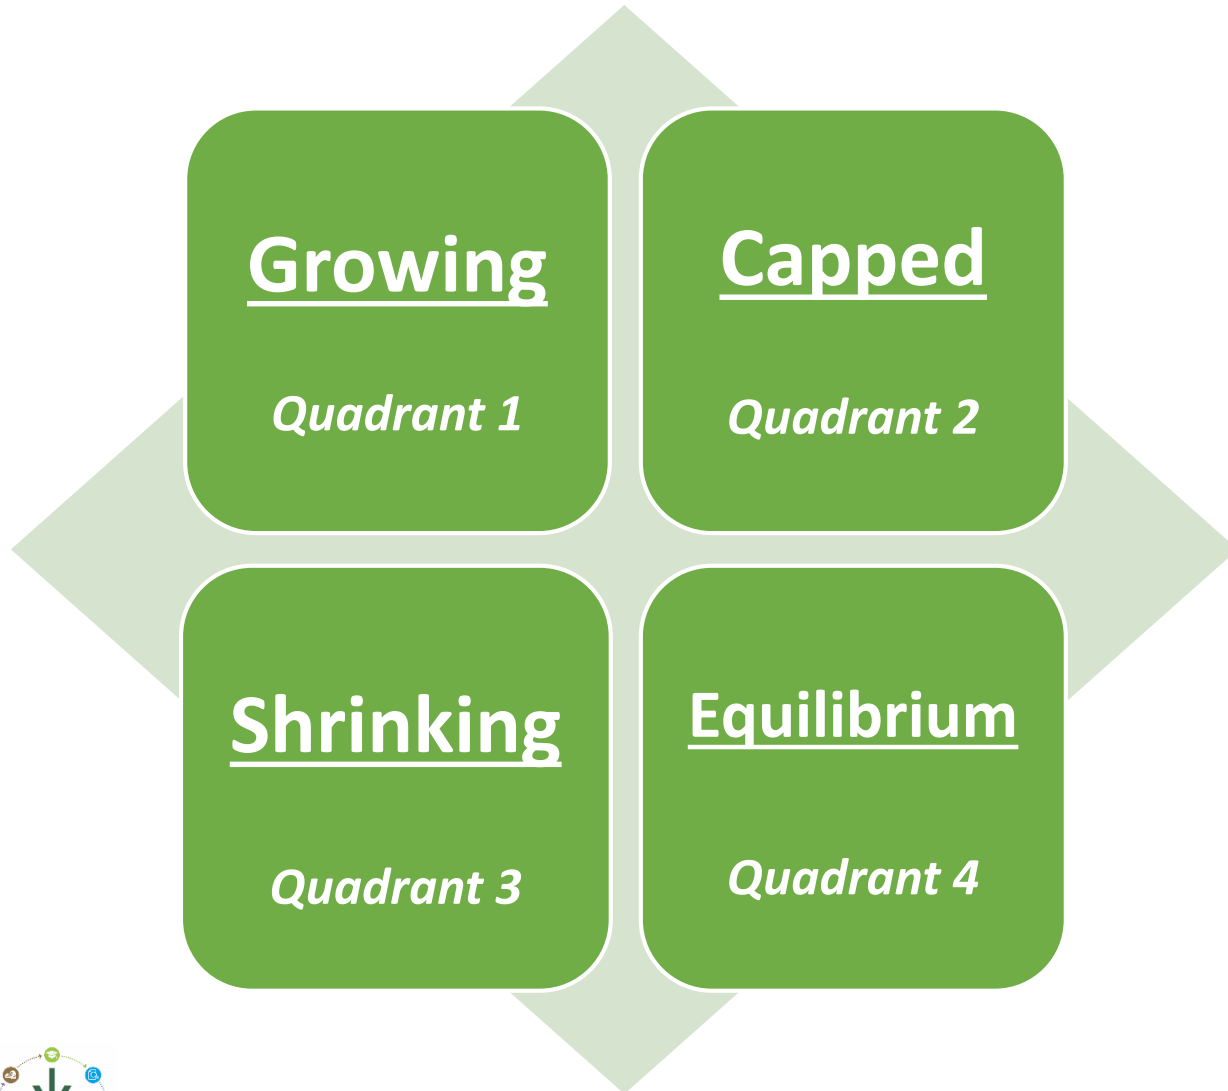 Growing
Quadrant 1
Capped
Quadrant 2
Shrinking
Quadrant 3
Equilibrium
Quadrant 4